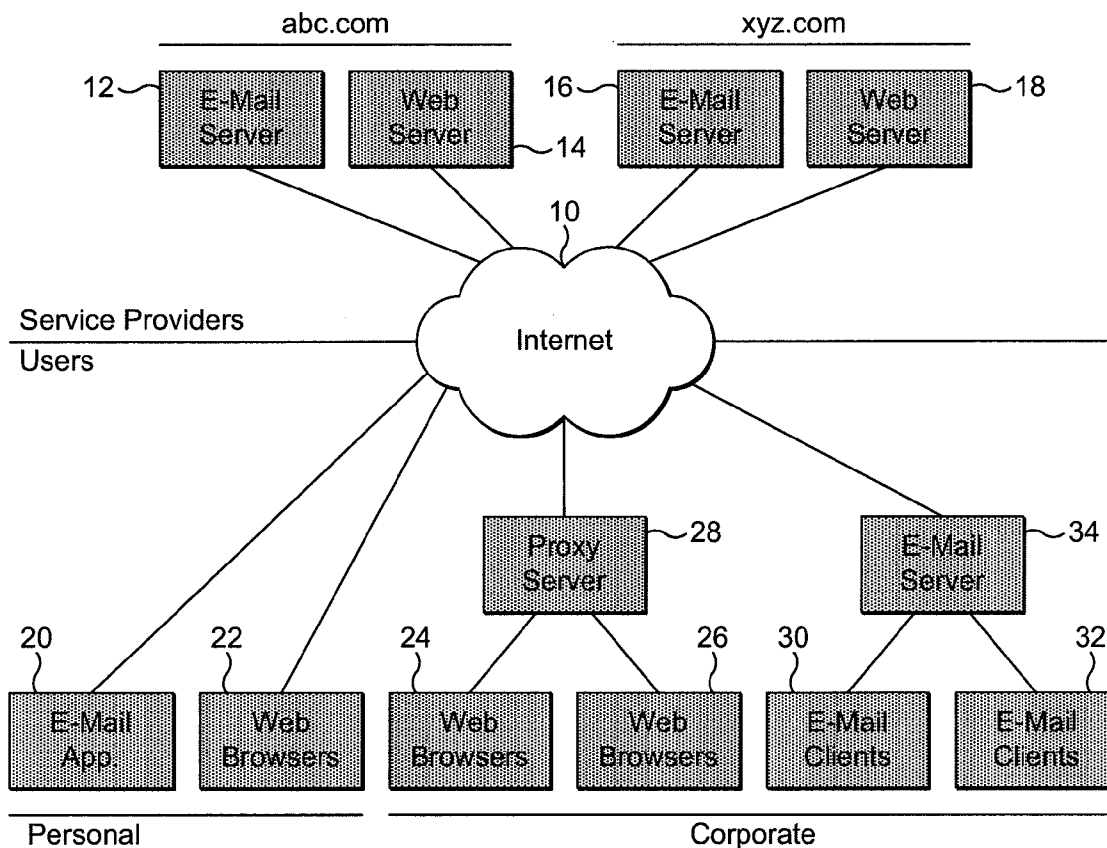 abc.com
xyz.com
12
E-Mail
Server
Web
Server
14
16
E-Mail
Server
Web
Server
18
10
Internet
Service Providers
Users
Proxy
Server
28
E-Mail
Server
34
20
22
24
26
30
32
E-Mail
App.
Web
Browsers
Web
Browsers
Web
Browsers
E-Mail
Clients
E-Mail
Clients
Personal
Corporate